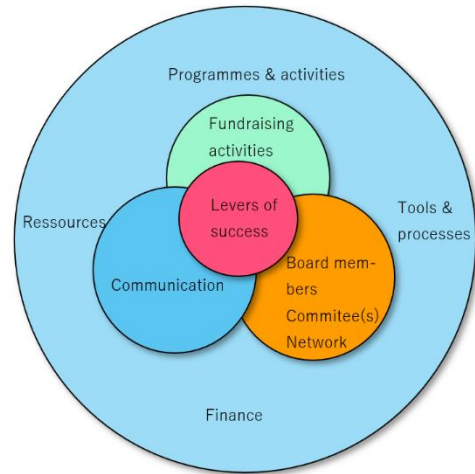 Programmes & activities
Fundraising
activities
Ressources
Levers of
success
Tools &
processes
Communication
Board mem-
bers
Commitee(s)
Network
Finance